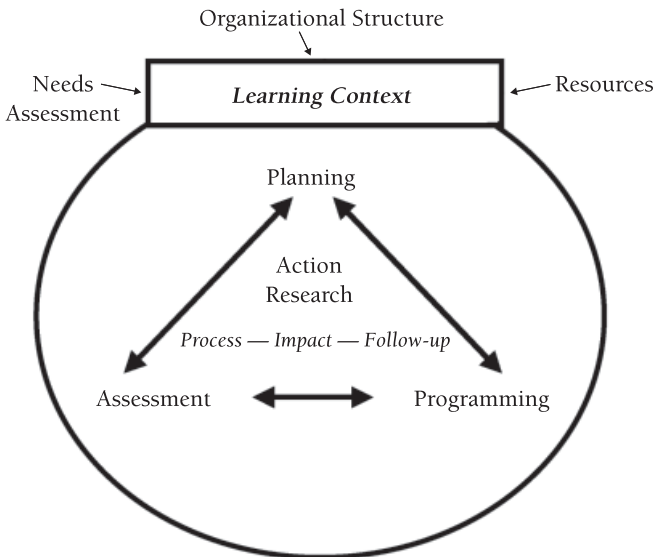 Organizational Structure
Needs
Assessment
Learning Context
Resources
Planning
Action
Research
Process — Impact — Follow-up
Assessment
Programming